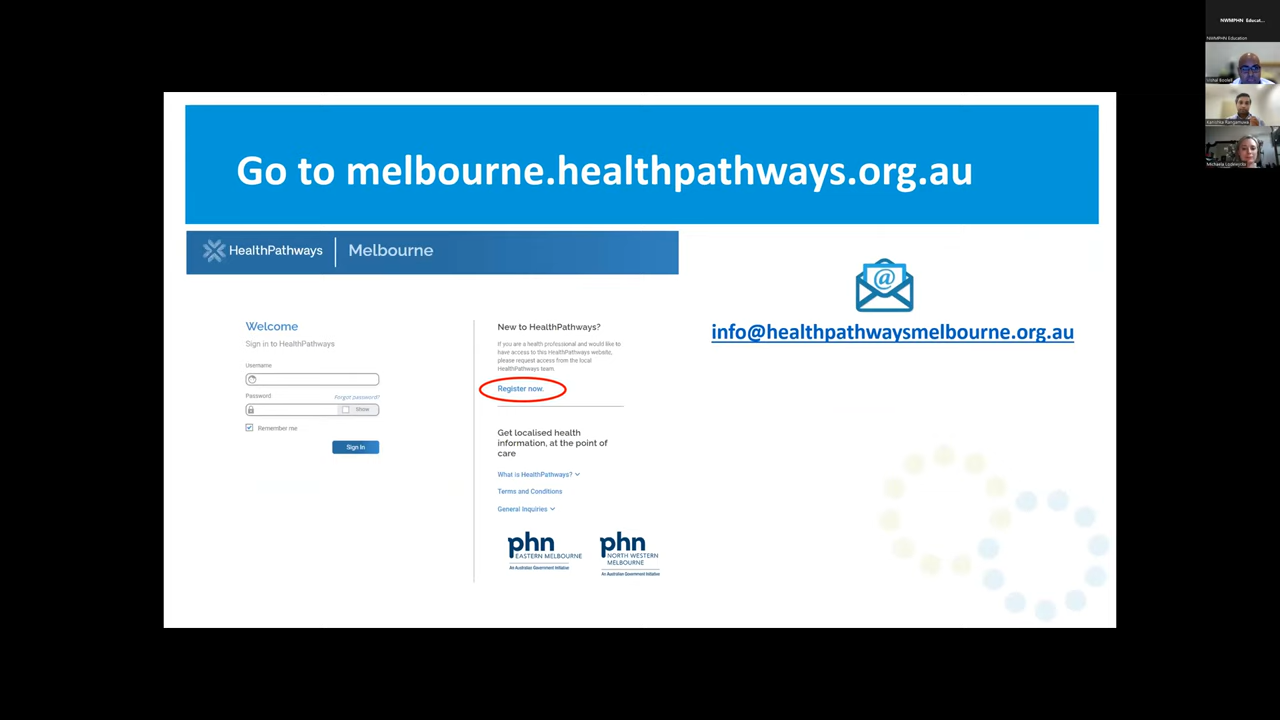 Go to melbourne.healthpathways.org.au
HealthPathways | Melbourne
Welcome
Sign in to HealthPathways
Username
Password
Forgot password?
Show
Remember me
Sign In
New to HealthPathways?
If you are a health professional and would like
to have access to this HealthPathways website,
please request access from the local
HealthPathways team.
Register now.
Get localised health
information, at the point of
care
What is HealthPathways?
Terms and Conditions
General Inquiries
phn
EASTERN MELBOURNE
An Australian Government Initiative
phn
NORTH WESTERN
MELBOURNE
An Australian Government Initiative
@
info@healthpathwaysmelbourne.org.au
NWMPHN Educat...
NWMPHN Education